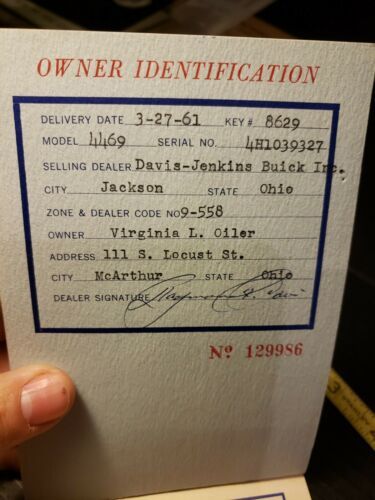 OWNER IDENTIFICATION
DELIVERY DATE 3-27-61 KEY# 8629
MODEL 4469 SERIAL NO. 4H1039327
SELLING DEALER Davis-Jenkins Buick Inc.
CITY Jackson STATE Ohio
ZONE & DEALER CODE NO 9-558
OWNER Virginia L. Oiler
ADDRESS 111 S. Locust St.
CITY McArthur STATE Ohio
DEALER SIGNATURE
No 129986